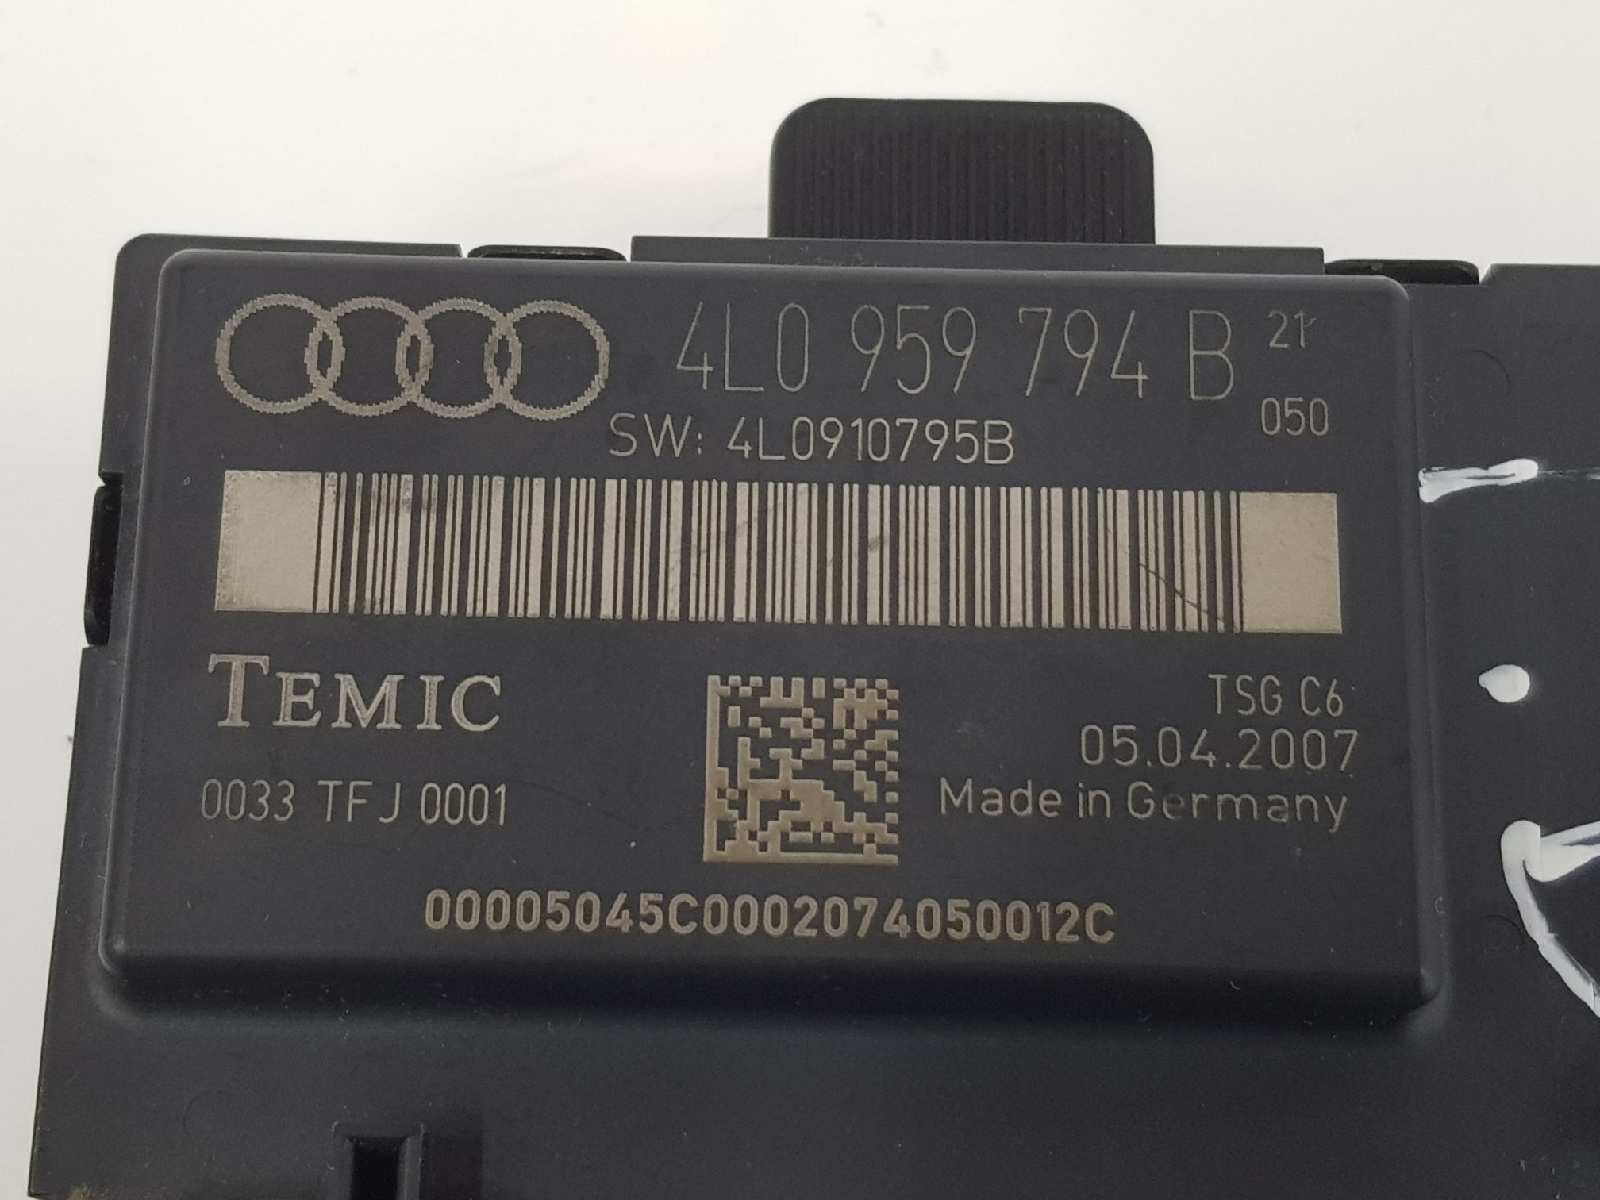 4L0 959 794 B 21
050
SW: 4L0910795B
TEMIC
TSG C6
05.04.2007
0033 TFJ 0001
Made in Germany
00005045C0002074050012C